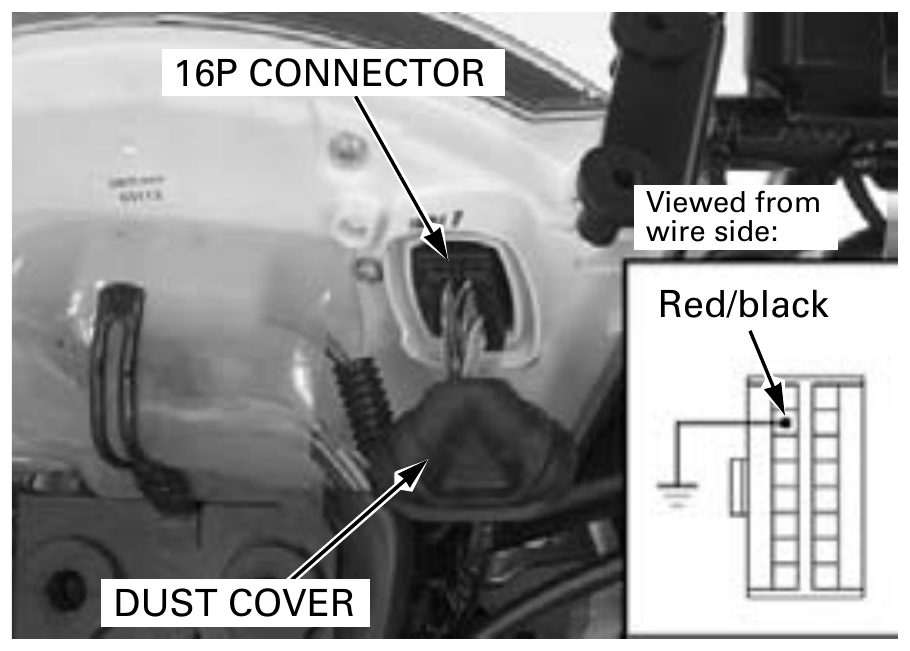 16P CONNECTOR
Viewed from
wire side:
Red/black
DUST COVER